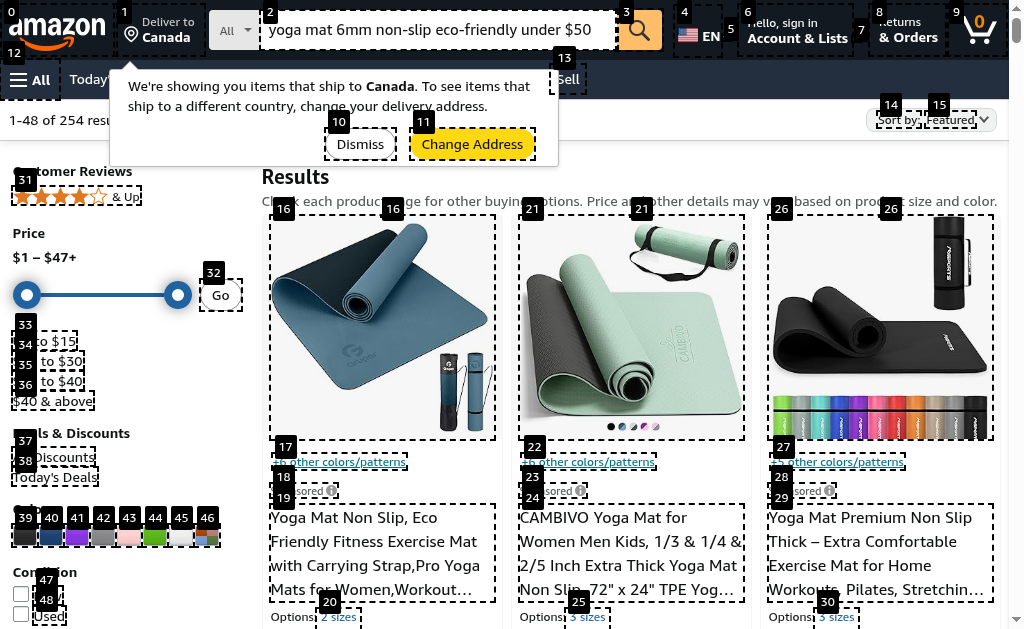 amazon
Deliver to
Canada
All
yoga mat 6mm non-slip eco-friendly under $50
EN
Hello, sign in
Account & Lists
Returns
& Orders
0
All
Today
Sell
We're showing you items that ship to Canada. To see items that
ship to a different country, change your delivery address.
Dismiss
Change Address
1-48 of 254
Sort by: Featured
Customer Reviews
& Up
Price
$1 – $47+
Go
to $15
to $30
to $40
$40 & above
& Discounts
Discounts
Today's Deals
Condition
Used
Results
each product for other buying options. Price and other details may based on product size and color.
+6 other colors/patterns
Yoga Mat Non Slip, Eco
Friendly Fitness Exercise Mat
with Carrying Strap,Pro Yoga
Mats for Women,Workout…
Options: 2 sizes
CAMBIVO
+6 other colors/patterns
CAMBIVO Yoga Mat for
Women Men Kids, 1/3 & 1/4 &
2/5 Inch Extra Thick Yoga Mat
Non Slip, 72" x 24" TPE Yog…
Options: 3 sizes
+5 other colors/patterns
Yoga Mat Premium Non Slip
Thick – Extra Comfortable
Exercise Mat for Home
Workouts, Pilates, Stretchin…
Options: 3 sizes
0
1
2
3
4
5
6
7
8
9
10
11
12
13
14
15
16
16
17
18
19
20
21
21
22
23
24
25
26
26
27
28
29
30
31
32
33
34
35
36
37
38
39
40
41
42
43
44
45
46
47
48